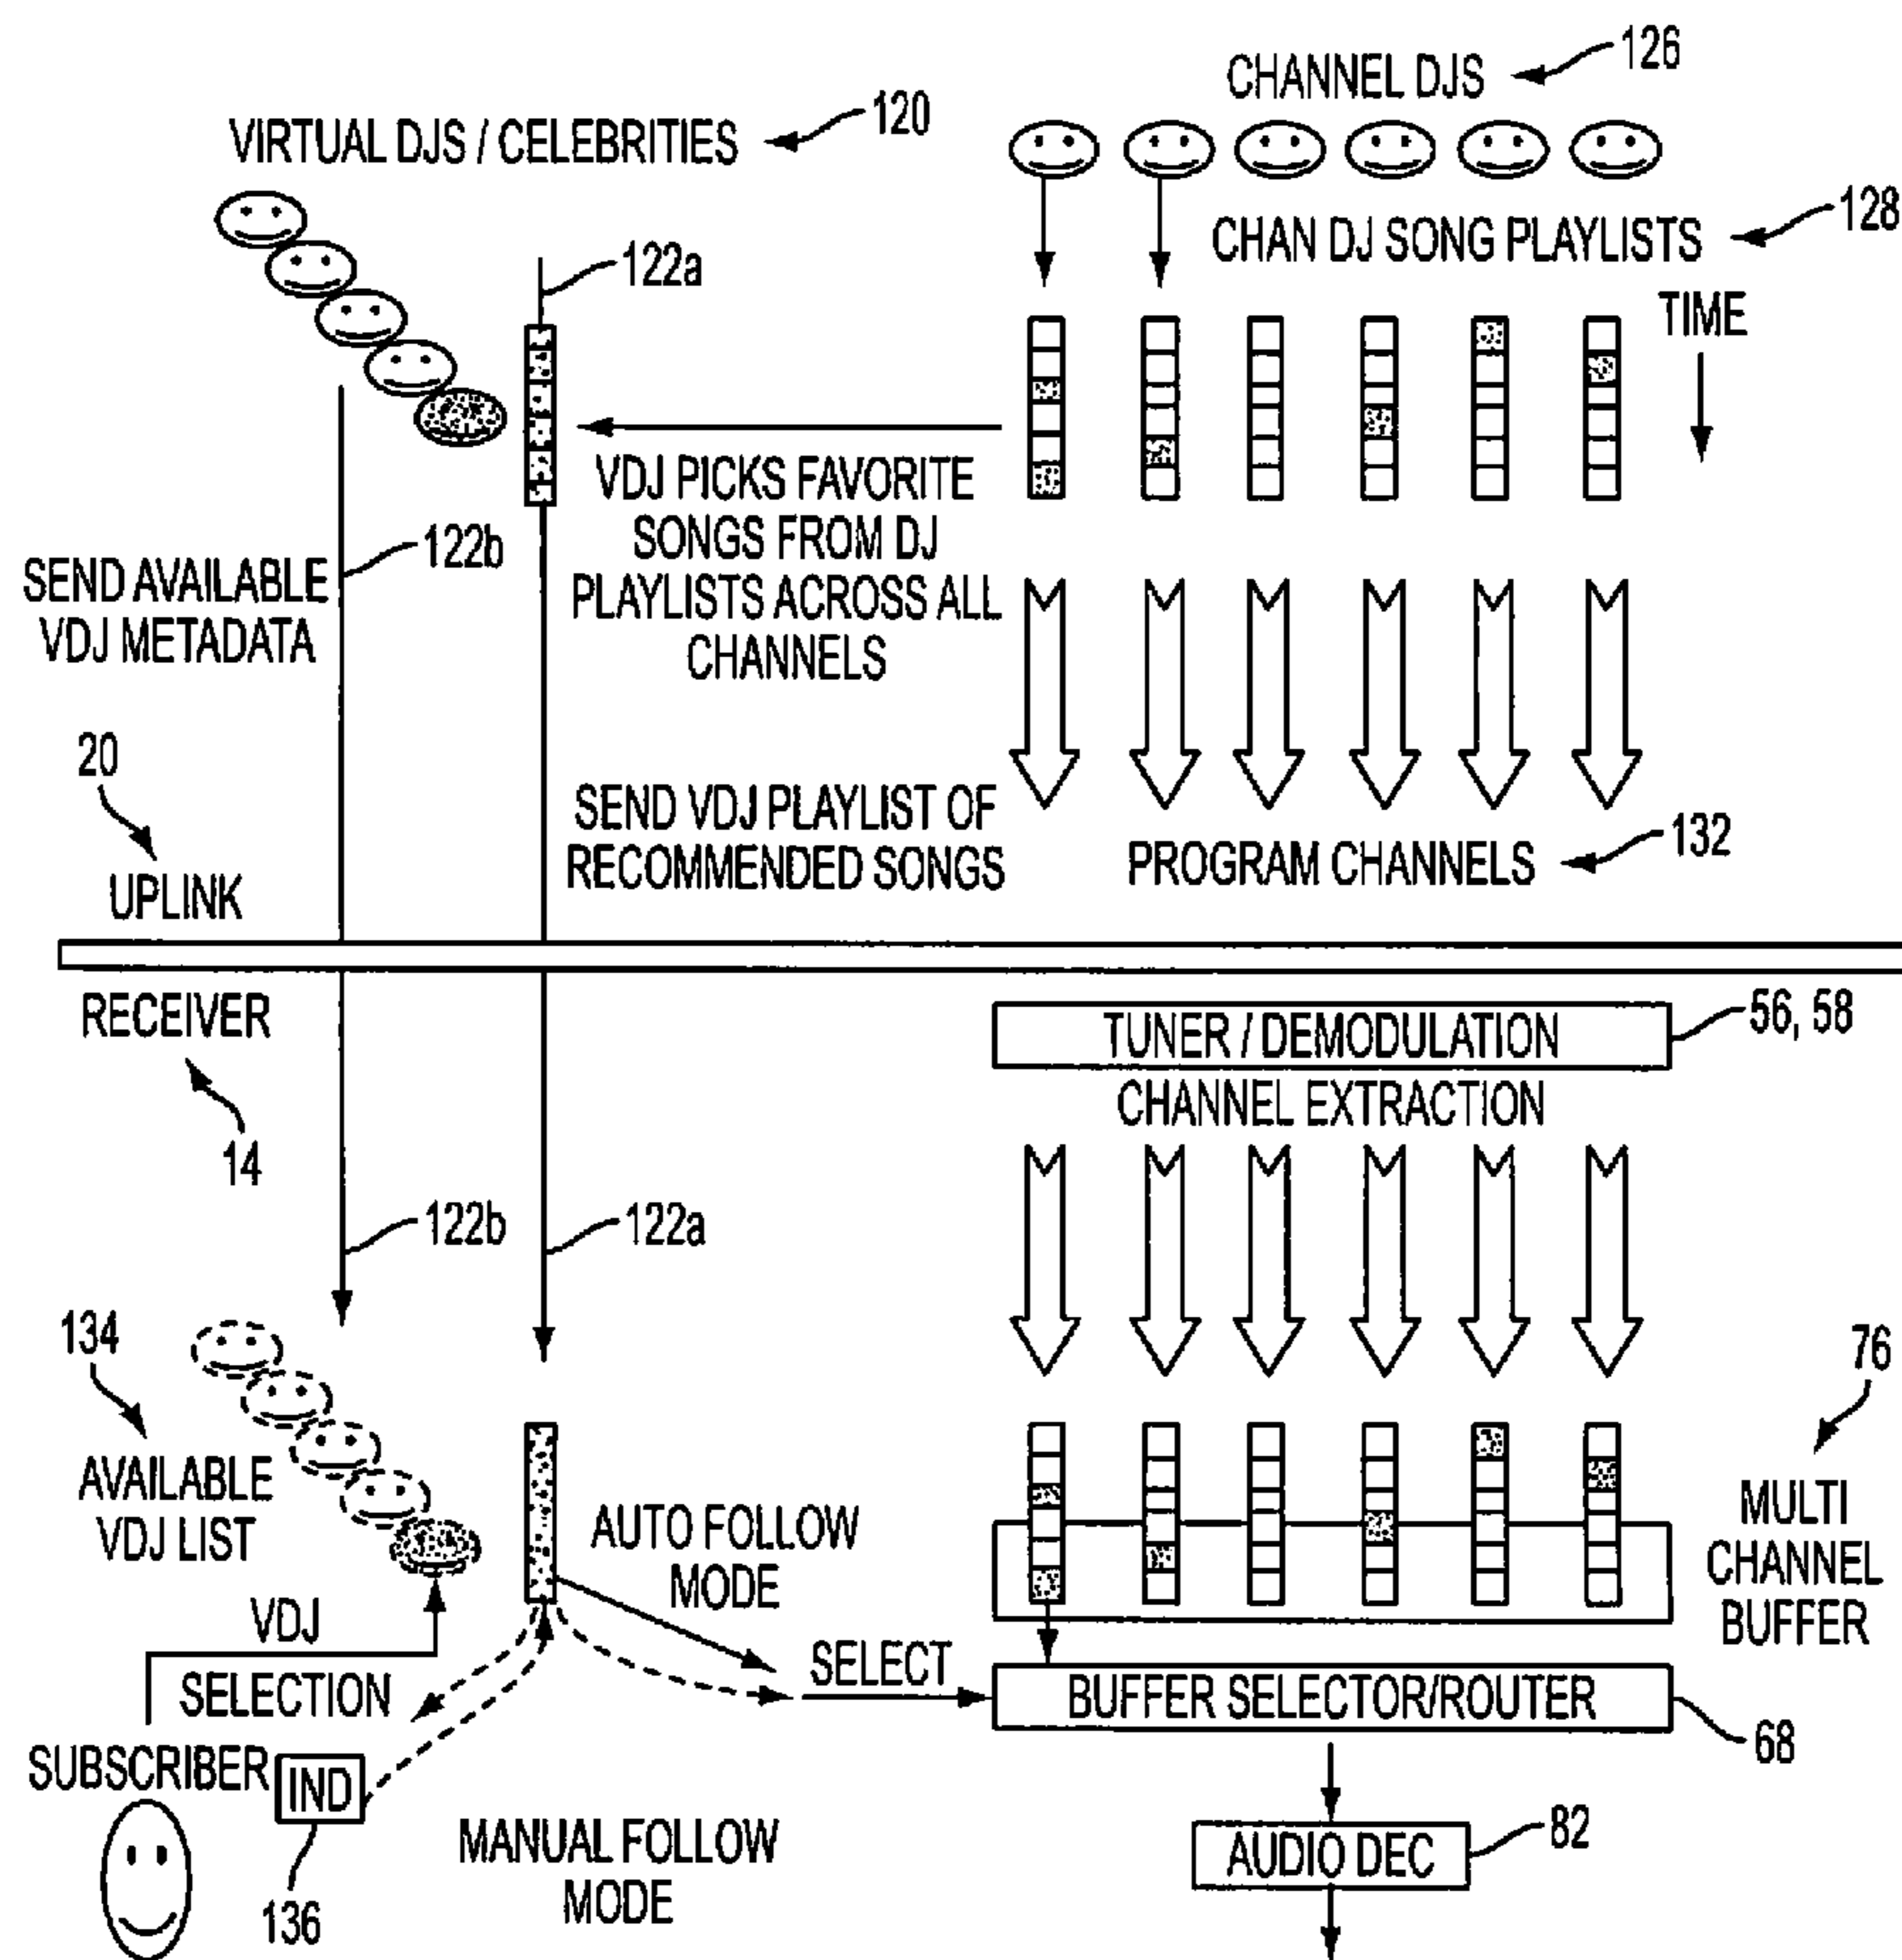 CHANNEL DJS
126
VIRTUAL DJS / CELEBRITIES
120
CHAN DJ SONG PLAYLISTS
128
122a
TIME
VDJ PICKS FAVORITE
SONGS FROM DJ
PLAYLISTS ACROSS ALL
CHANNELS
122b
SEND AVAILABLE
VDJ METADATA
20
UPLINK
SEND VDJ PLAYLIST OF
RECOMMENDED SONGS
PROGRAM CHANNELS
132
RECEIVER
14
TUNER / DEMODULATION
56, 58
CHANNEL EXTRACTION
122b
122a
134
AVAILABLE
VDJ LIST
AUTO FOLLOW
MODE
76
MULTI
CHANNEL
BUFFER
VDJ
SELECTION
SELECT
BUFFER SELECTOR/ROUTER
68
SUBSCRIBER
IND
136
MANUAL FOLLOW
MODE
AUDIO DEC
82